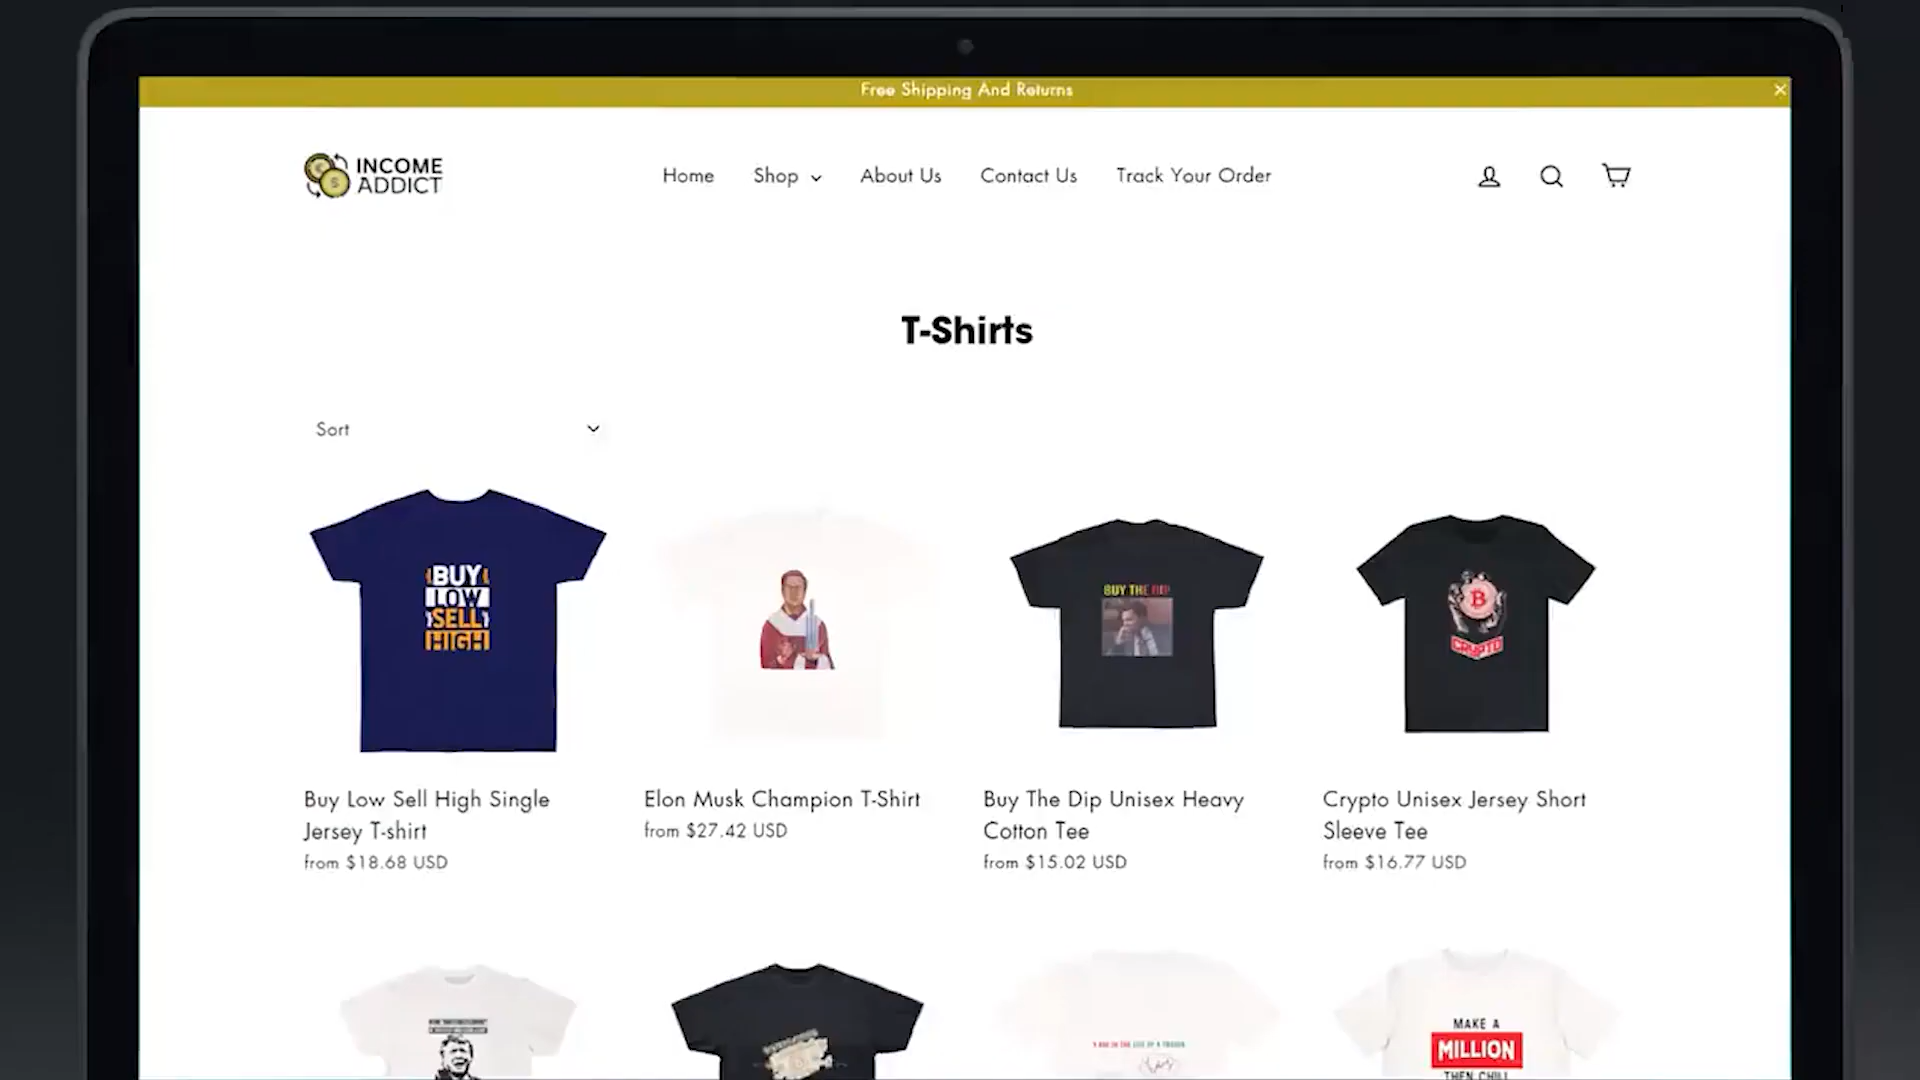 Free Shipping And Returns
INCOME
ADDICT
Home
Shop
About Us
Contact Us
Track Your Order
T-Shirts
Sort
BUY
LOW
SELL
HIGH
BUY THE DIP
B
CRYPTO
Buy Low Sell High Single
Jersey T-shirt
from $18.68 USD
Elon Musk Champion T-Shirt
from $27.42 USD
Buy The Dip Unisex Heavy
Cotton Tee
from $15.02 USD
Crypto Unisex Jersey Short
Sleeve Tee
from $16.77 USD
MAKE A
MILLION
THEN CHILL